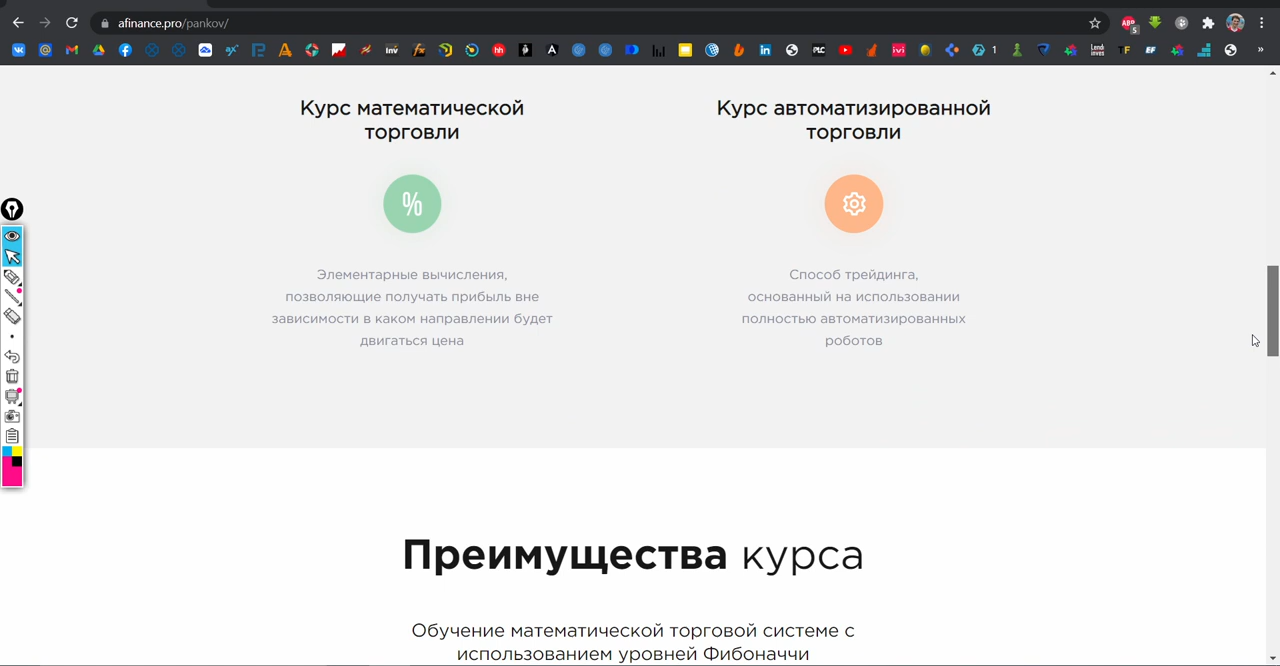 afinance.pro/pankov/
Курс математической
торговли
%
Элементарные вычисления,
позволяющие получать прибыль вне
зависимости в каком направлении будет
двигаться цена
Курс автоматизированной
торговли
Способ трейдинга,
основанный на использовании
полностью автоматизированных
роботов
Преимущества курса
Обучение математической торговой системе с
использованием уровней Фибоначчи